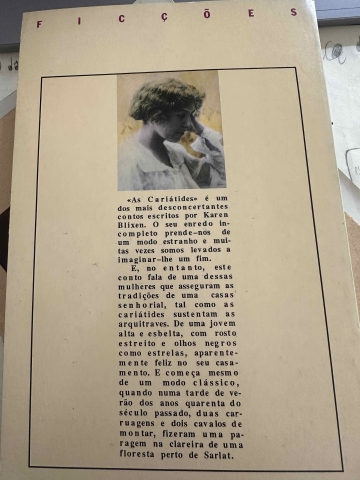 FICÇÕES
«As Cariátides» é um
dos mais desconcertantes
contos escritos por Karen
Blixen. O seu enredo in-
completo prende-nos de
um modo estranho e mui-
tas vezes somos levados a
imaginar-lhe um fim.
E, no entanto, este
conto fala de uma dessas
mulheres que asseguram as
tradições de uma casas
senhorial, tal como as
cariátides sustentam as
arquitraves. De uma jovem
alta e esbelta, com rosto
estreito e olhos negros
como estrelas, aparente-
mente feliz no seu casa-
mento. E começa mesmo
de um modo clássico,
quando numa tarde de ve-
rão dos anos quarenta do
século passado, duas car-
ruagens e dois cavalos de
montar, fizeram uma pa-
ragem na clareira de uma
floresta perto de Sarlat.